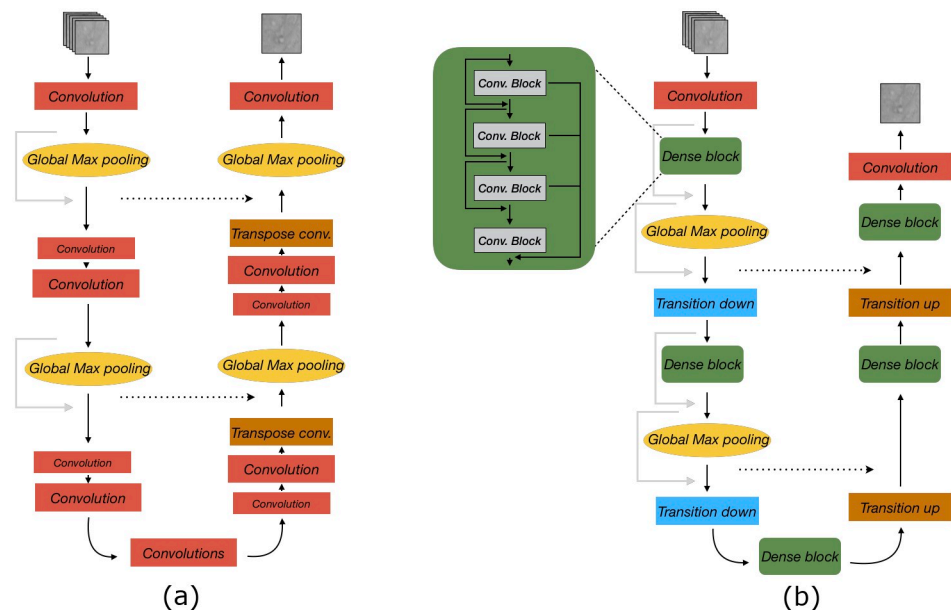 Convolution
Global Max pooling
Convolution
Convolution
Global Max pooling
Convolution
Convolution
Convolutions
Convolution
Global Max pooling
Transpose conv.
Convolution
Convolution
Global Max pooling
Transpose conv.
Convolution
Convolution
(a)
Conv. Block
Conv. Block
Conv. Block
Conv. Block
Convolution
Dense block
Global Max pooling
Transition down
Dense block
Global Max pooling
Transition down
Dense block
Convolution
Dense block
Transition up
Dense block
Transition up
(b)